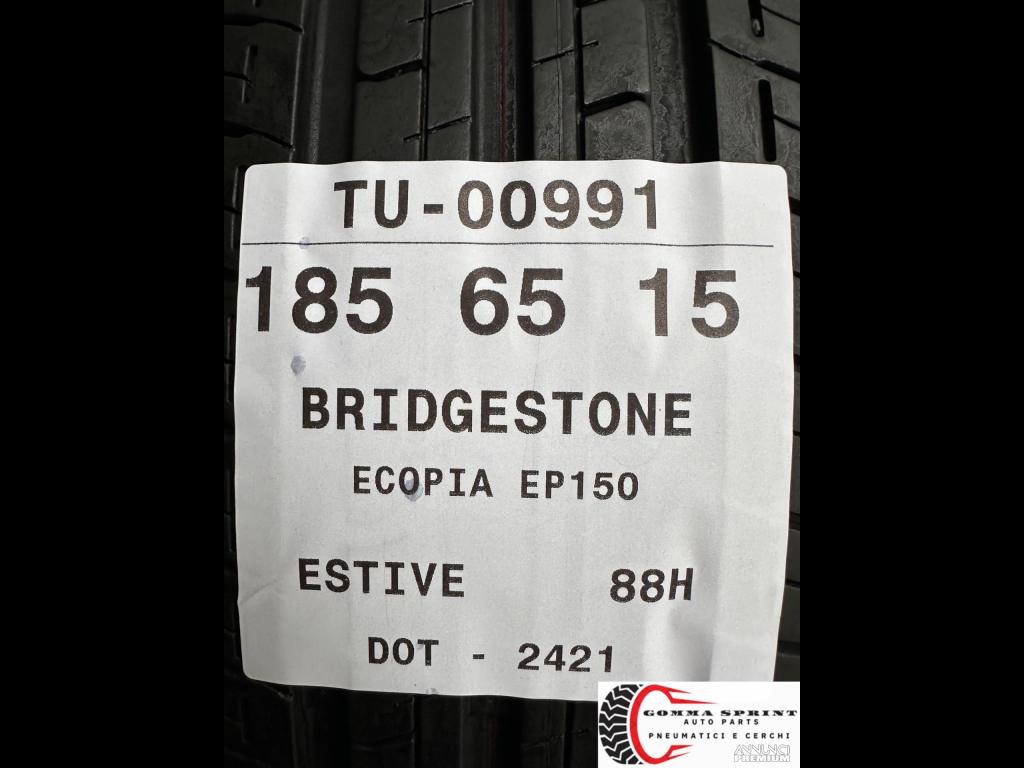 TU-00991
185 65 15
BRIDGESTONE
ECOPIA EP150
ESTIVE 88H
DOT - 2421
GOMMA SPRINT
AUTO PARTS
PNEUMATICI E CERCHI
ANNUNCI
PREMIUM